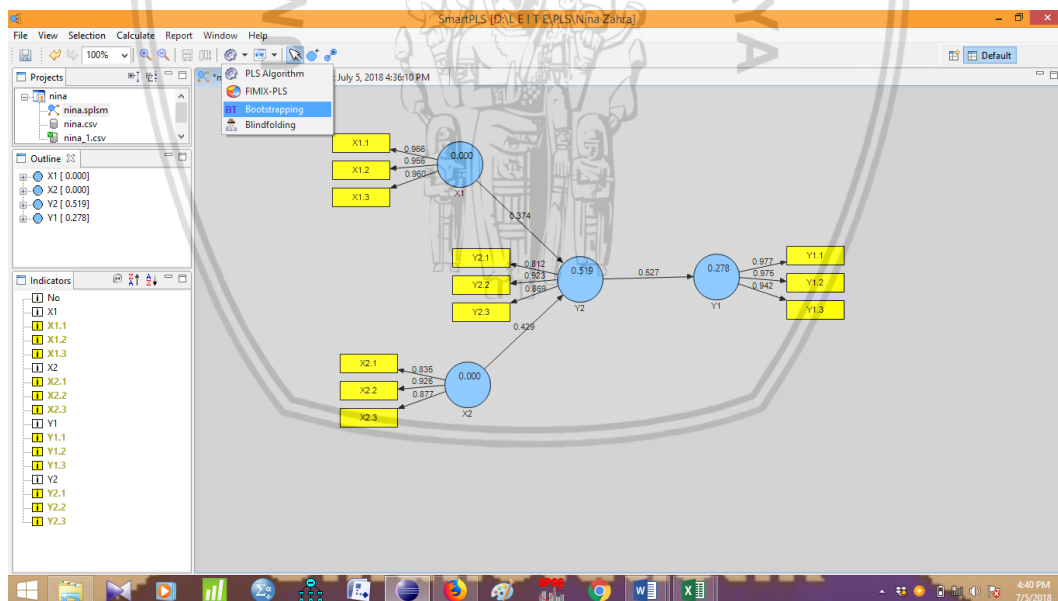 SmartPLS [D:\L E I T E\PLS\Nina Zahra]
File View Selection Calculate Report Window Help
100%
Default
Projects
July 5, 2018 4:36:10 PM
nina
nina.splsm
nina.csv
nina_1.csv
PLS Algorithm
FIMIX-PLS
BT Bootstrapping
Blindfolding
Outline
X1 [ 0.000]
X2 [ 0.000]
Y2 [ 0.519]
Y1 [ 0.278]
Indicators
No
X1
X1.1
X1.2
X1.3
X2
X2.1
X2.2
X2.3
Y1
Y1.1
Y1.2
Y1.3
Y2
Y2.1
Y2.2
Y2.3
X1.1
X1.2
X1.3
0.966
0.956
0.960
0.000
X1
0.374
Y2.1
Y2.2
Y2.3
0.812
0.923
0.869
0.519
Y2
0.527
0.278
Y1
0.977
0.975
0.942
Y1.1
Y1.2
Y1.3
0.429
X2.1
X2.2
X2.3
0.835
0.926
0.877
0.000
X2
4:40 PM
7/5/2018